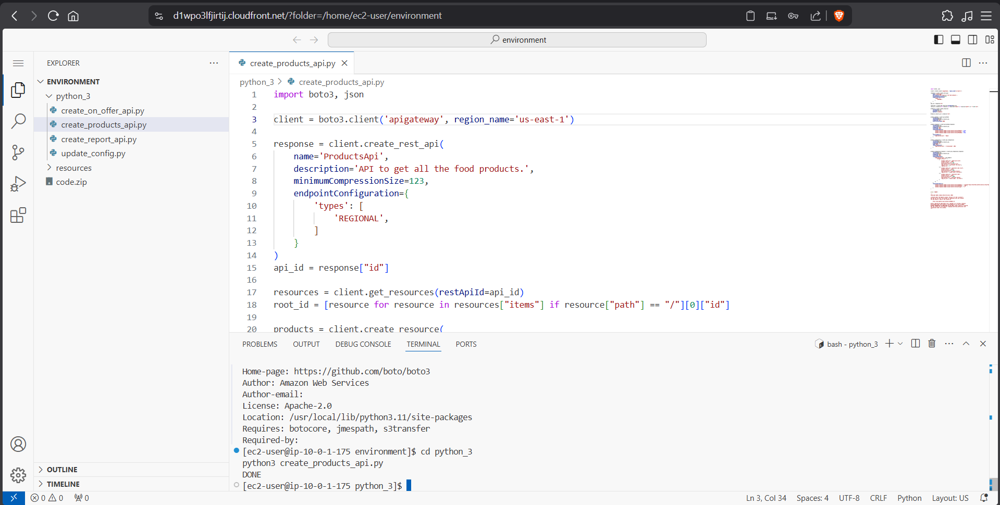 d1wpo3lfjirtij.cloudfront.net/?folder=/home/ec2-user/environment
environment
EXPLORER
ENVIRONMENT
python_3
create_on_offer_api.py
create_products_api.py
create_report_api.py
update_config.py
resources
code.zip
OUTLINE
TIMELINE
create_products_api.py
python_3 > create_products_api.py
1 import boto3, json
2
3 client = boto3.client('apigateway', region_name='us-east-1')
4
5 response = client.create_rest_api(
6     name='ProductsApi',
7     description='API to get all the food products.',
8     minimumCompressionSize=123,
9     endpointConfiguration={
10         'types': [
11             'REGIONAL',
12         ]
13     }
14 )
15 api_id = response["id"]
16
17 resources = client.get_resources(restApiId=api_id)
18 root_id = [resource for resource in resources["items"] if resource["path"] == "/"][0]["id"]
19
20 products = client.create_resource(
PROBLEMS OUTPUT DEBUG CONSOLE TERMINAL PORTS
bash - python_3
Home-page: https://github.com/boto/boto3
Author: Amazon Web Services
Author-email:
License: Apache-2.0
Location: /usr/local/lib/python3.11/site-packages
Requires: botocore, jmespath, s3transfer
Required-by:
[ec2-user@ip-10-0-1-175 environment]$ cd python_3
python3 create_products_api.py
DONE
[ec2-user@ip-10-0-1-175 python_3]$
0 0 0
Ln 3, Col 34 Spaces: 4 UTF-8 CRLF Python Layout: US